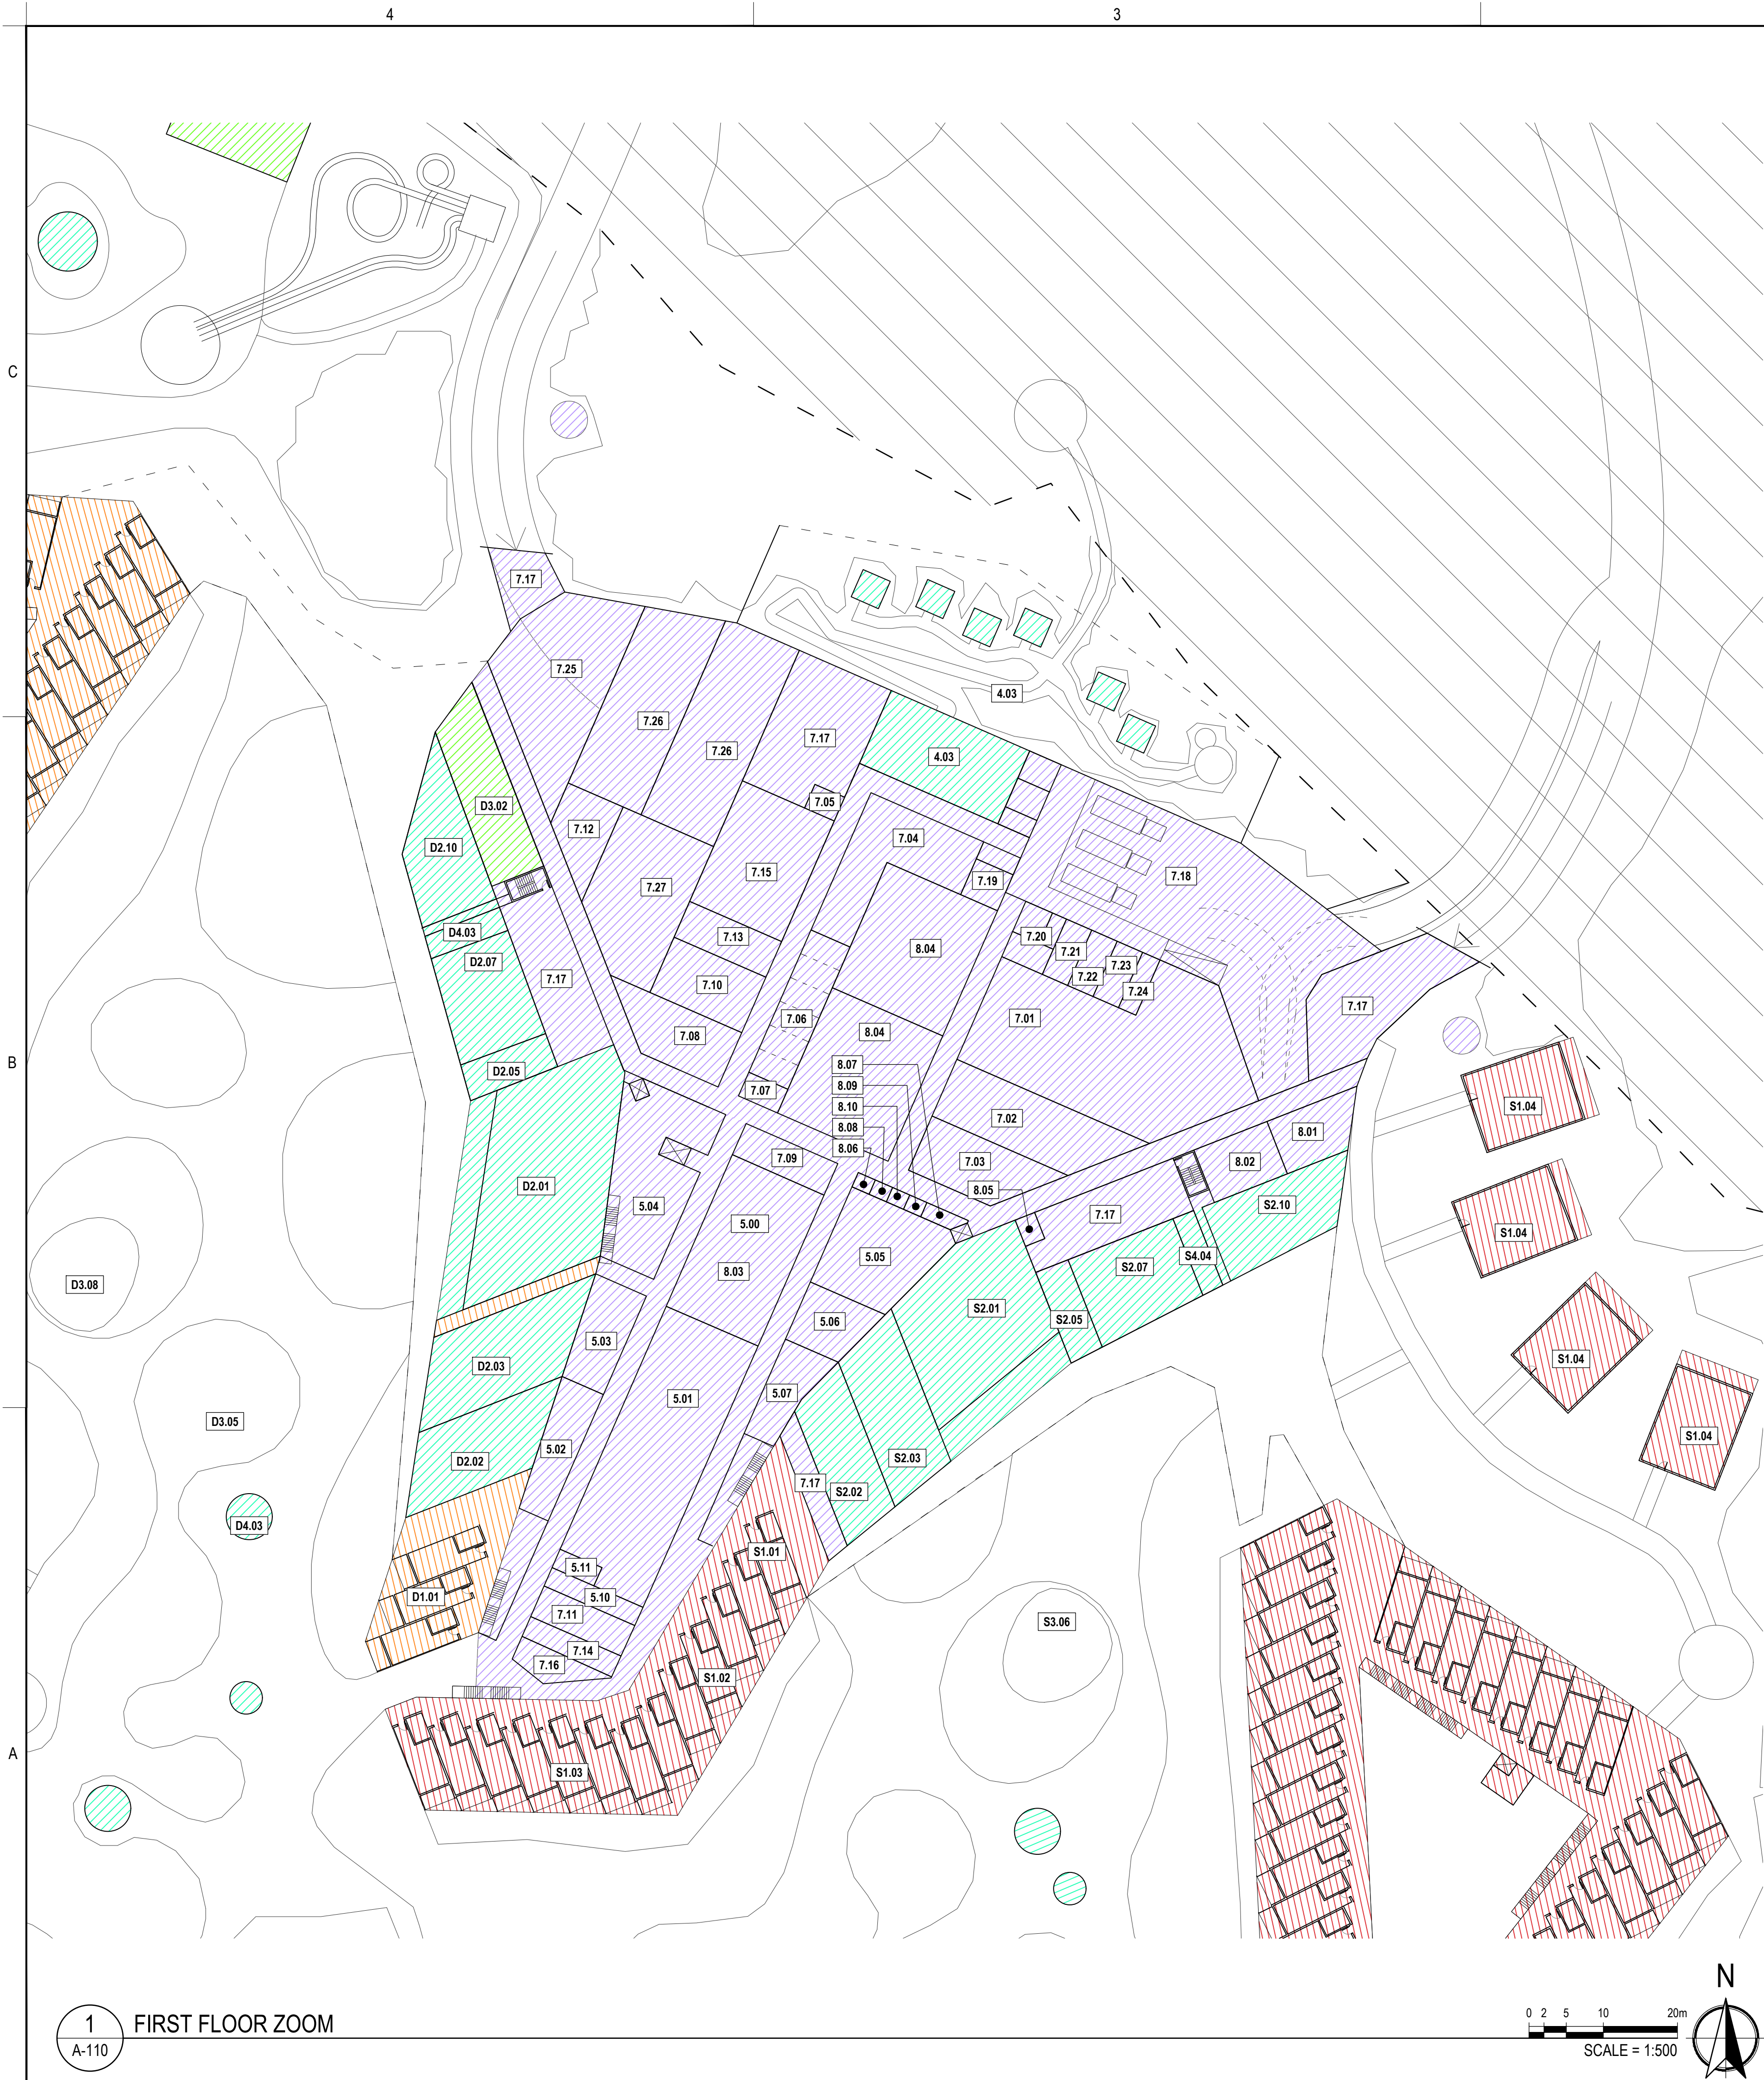 4
3
C
7.17
7.25
7.26
7.26
7.17
4.03
4.03
7.05
D3.02
7.12
7.04
D2.10
7.15
7.18
7.27
7.19
D4.03
7.13
7.20
8.04
7.21
D2.07
7.23
7.22
7.17
7.10
7.24
7.06
7.01
7.17
7.08
8.04
B
8.07
D2.05
8.09
7.07
8.10
S1.04
7.02
8.08
8.01
8.06
7.09
7.03
8.02
D2.01
8.05
5.04
S2.10
5.00
7.17
S1.04
5.05
S4.04
S2.07
8.03
D3.08
S2.01
S2.05
5.06
5.03
S1.04
D2.03
5.07
5.01
D3.05
S1.04
5.02
S2.03
D2.02
7.17
S2.02
D4.03
S1.01
5.11
D1.01
5.10
7.11
S3.06
7.14
7.16
S1.02
A
S1.03
N
1
A-110
FIRST FLOOR ZOOM
0 2 5 10 20m
SCALE = 1:500